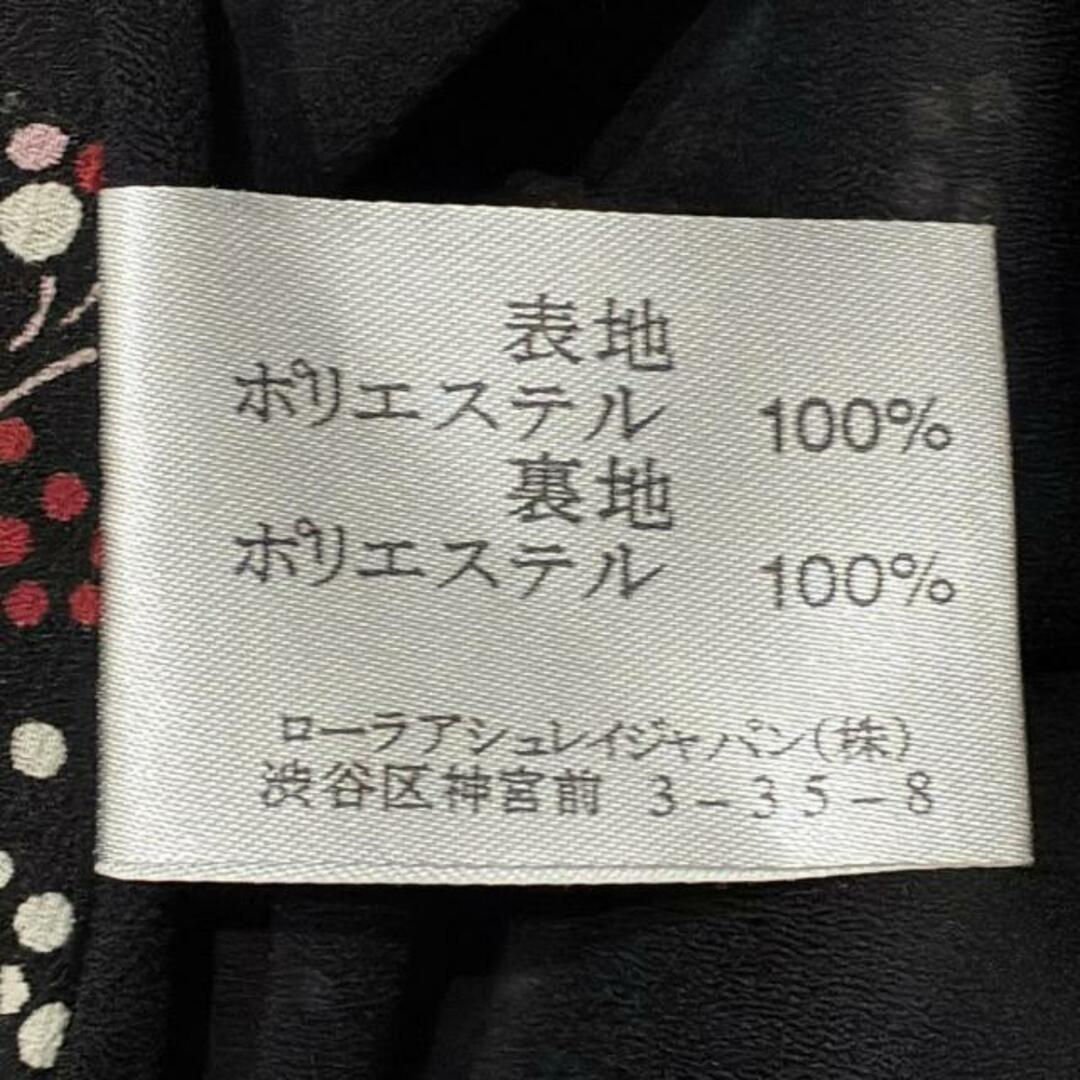 表地
ポリエステル 100%
裏地
ポリエステル 100%
ローラアシュレイジャパン(株)
渋谷区神宮前 3-35-8